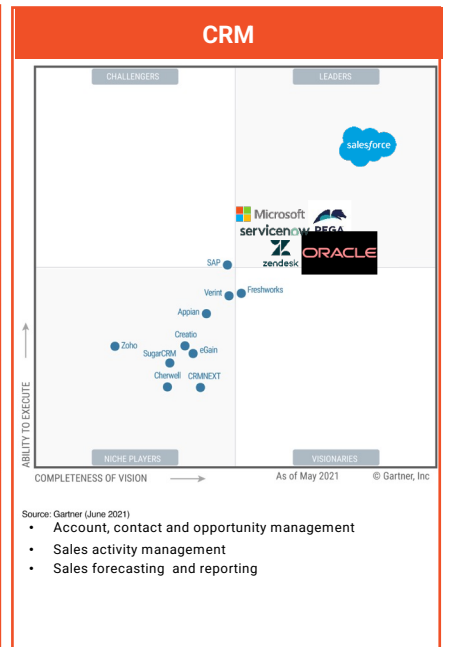 CRM
CHALLENGERS
LEADERS
salesforce
Microsoft
servicenow PEGA
zendesk
ORACLE
SAP
Verint
Freshworks
Appian
Creatio
Zoho
eGain
SugarCRM
Cherwell
CRMNEXT
ABILITY TO EXECUTE
NICHE PLAYERS
VISIONARIES
COMPLETENESS OF VISION
As of May 2021
© Gartner, Inc
Source: Gartner (June 2021)
• Account, contact and opportunity management
• Sales activity management
• Sales forecasting and reporting